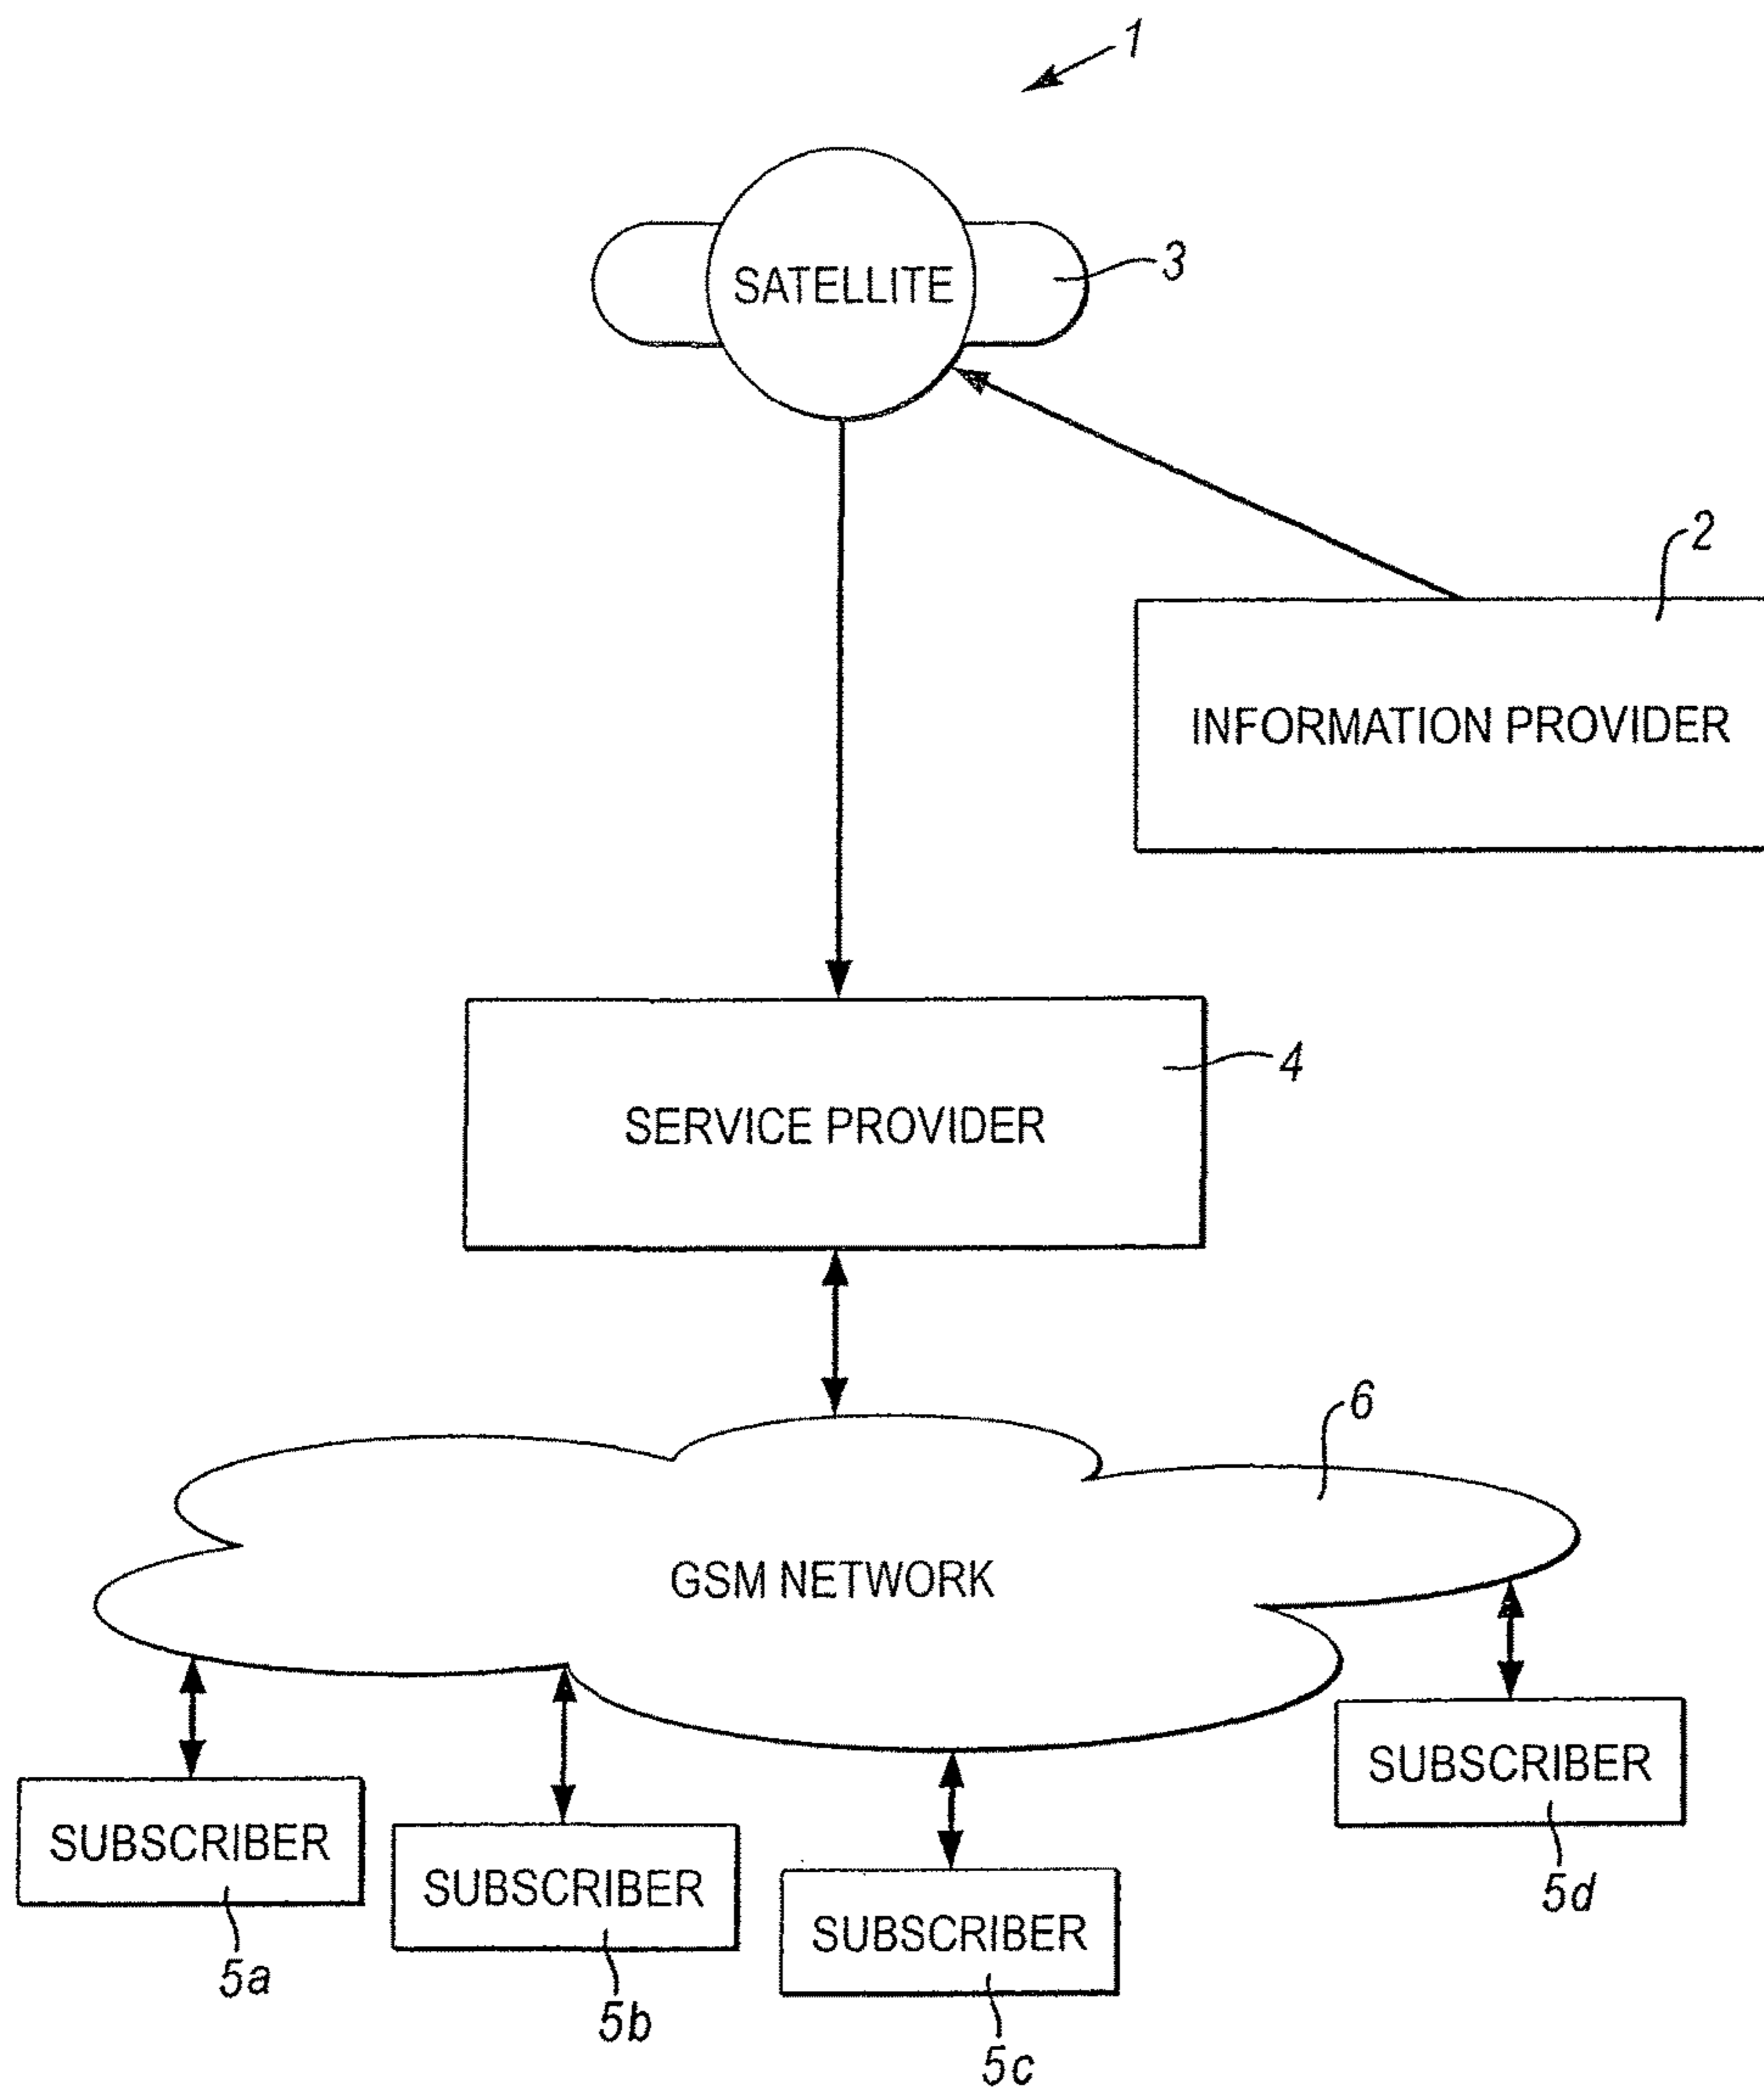 1
SATELLITE
3
2
INFORMATION PROVIDER
4
SERVICE PROVIDER
6
GSM NETWORK
SUBSCRIBER
5d
SUBSCRIBER
5a
SUBSCRIBER
5b
SUBSCRIBER
5c